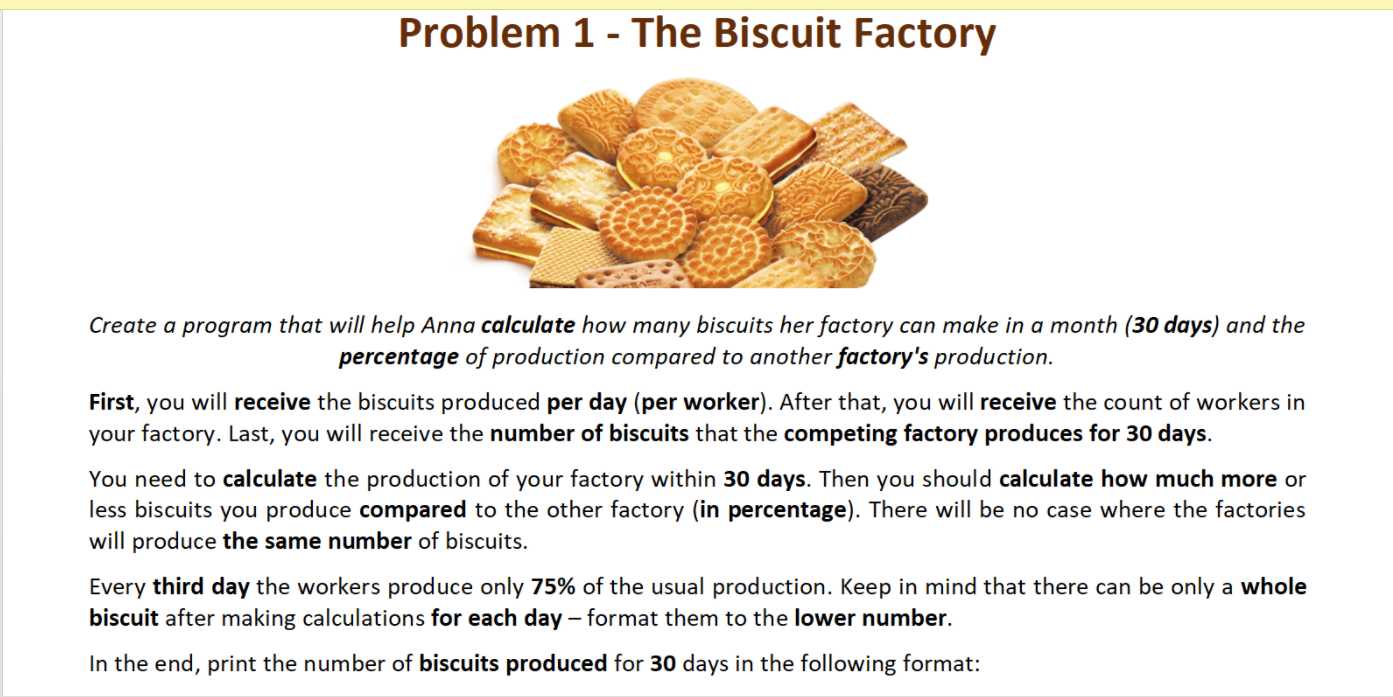 Problem 1 - The Biscuit Factory
Create a program that will help Anna calculate how many biscuits her factory can make in a month (30 days) and the
percentage of production compared to another factory's production.
First, you will receive the biscuits produced per day (per worker). After that, you will receive the count of workers in
your factory. Last, you will receive the number of biscuits that the competing factory produces for 30 days.
You need to calculate the production of your factory within 30 days. Then you should calculate how much more or
less biscuits you produce compared to the other factory (in percentage). There will be no case where the factories
will produce the same number of biscuits.
Every third day the workers produce only 75% of the usual production. Keep in mind that there can be only a whole
biscuit after making calculations for each day – format them to the lower number.
In the end, print the number of biscuits produced for 30 days in the following format: